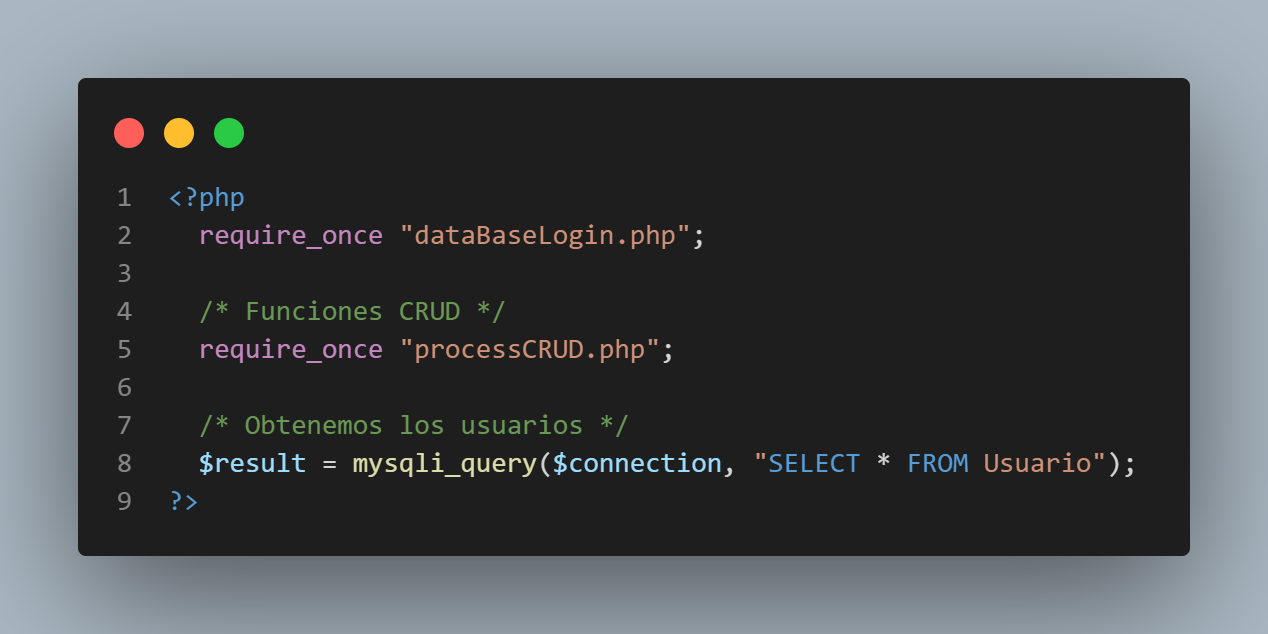 1 <?php
2 require_once "dataBaseLogin.php";
3
4 /* Funciones CRUD */
5 require_once "processCRUD.php";
6
7 /* Obtenemos los usuarios */
8 $result = mysqli_query($connection, "SELECT * FROM Usuario");
9 ?>